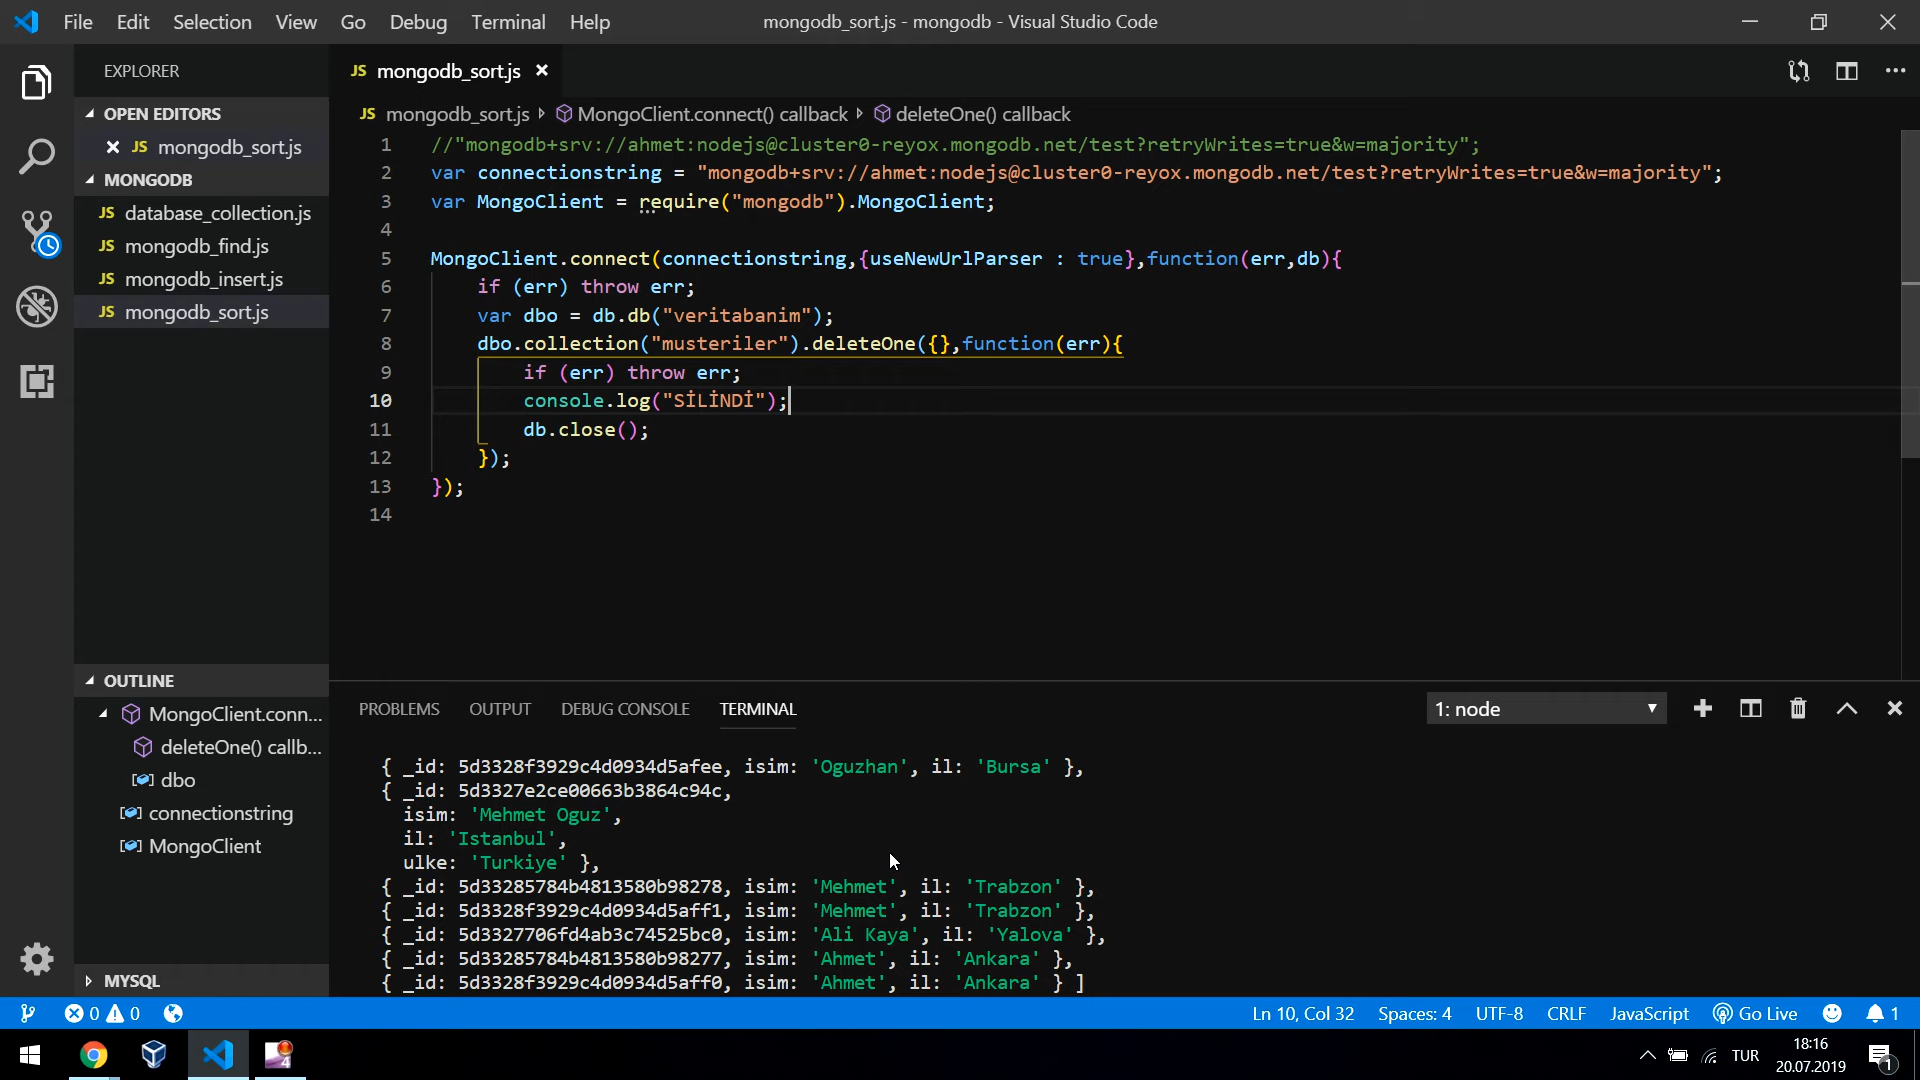 File Edit Selection View Go Debug Terminal Help
mongodb_sort.js - mongodb - Visual Studio Code
EXPLORER
OPEN EDITORS
JS mongodb_sort.js
MONGODB
JS database_collection.js
JS mongodb_find.js
JS mongodb_insert.js
JS mongodb_sort.js
OUTLINE
MongoClient.conn...
deleteOne() callb...
dbo
connectionstring
MongoClient
MYSQL
JS mongodb_sort.js
JS mongodb_sort.js MongoClient.connect() callback deleteOne() callback
1 //"mongodb+srv://ahmet:nodejs@cluster0-reyox.mongodb.net/test?retryWrites=true&w=majority";
2 var connectionstring = "mongodb+srv://ahmet:nodejs@cluster0-reyox.mongodb.net/test?retryWrites=true&w=majority";
3 var MongoClient = require("mongodb").MongoClient;
4
5 MongoClient.connect(connectionstring,{useNewUrlParser : true},function(err,db){
6 if (err) throw err;
7 var dbo = db.db("veritabanim");
8 dbo.collection("musteriler").deleteOne({},function(err){
9 if (err) throw err;
10 console.log("SİLİNDİ");
11 db.close();
12 });
13 });
14
PROBLEMS OUTPUT DEBUG CONSOLE TERMINAL
1: node
{ _id: 5d3328f3929c4d0934d5afee, isim: 'Oguzhan', il: 'Bursa' },
{ _id: 5d3327e2ce00663b3864c94c,
isim: 'Mehmet Oguz',
il: 'Istanbul',
ulke: 'Turkiye' },
{ _id: 5d33285784b4813580b98278, isim: 'Mehmet', il: 'Trabzon' },
{ _id: 5d3328f3929c4d0934d5aff1, isim: 'Mehmet', il: 'Trabzon' },
{ _id: 5d3327706fd4ab3c74525bc0, isim: 'Ali Kaya', il: 'Yalova' },
{ _id: 5d33285784b4813580b98277, isim: 'Ahmet', il: 'Ankara' },
{ _id: 5d3328f3929c4d0934d5aff0, isim: 'Ahmet', il: 'Ankara' } ]
0 0
Ln 10, Col 32 Spaces: 4 UTF-8 CRLF JavaScript Go Live 1
4
TUR
18:16
20.07.2019
1